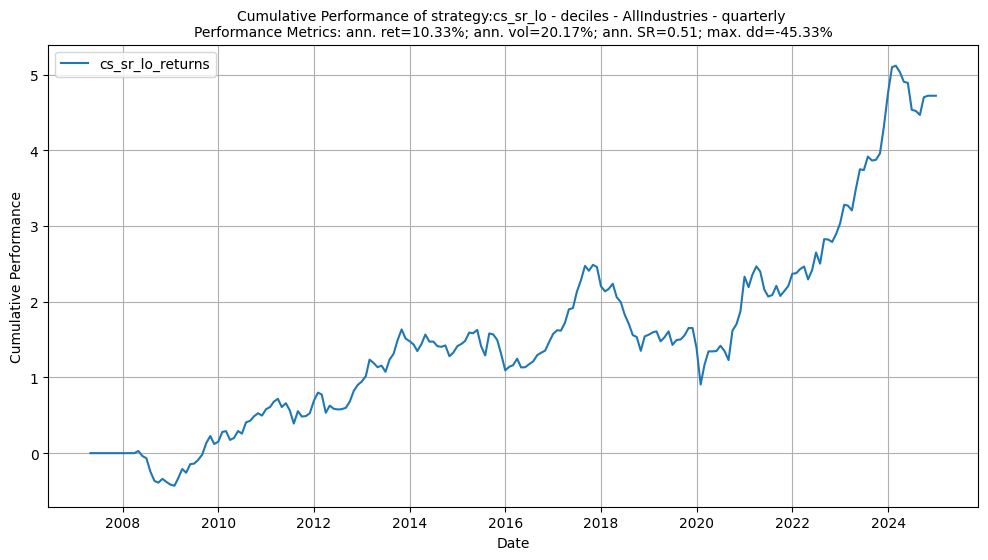 Cumulative Performance of strategy:cs_sr_lo - deciles - AllIndustries - quarterly
Performance Metrics: ann. ret=10.33%; ann. vol=20.17%; ann. SR=0.51; max. dd=-45.33%
cs_sr_lo_returns
Cumulative Performance
5
4
3
2
1
0
2008 2010 2012 2014 2016 2018 2020 2022 2024
Date